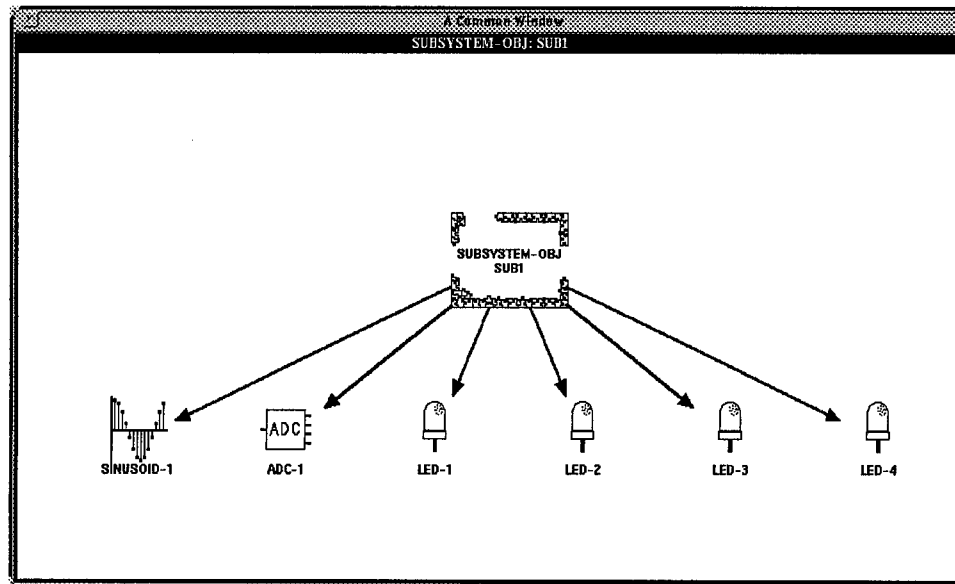 A Common Window
SUBSYSTEM-OBJ: SUB1
SUBSYSTEM-OBJ
SUB1
ADC
SINUSOID-1 ADC-1 LED-1 LED-2 LED-3 LED-4